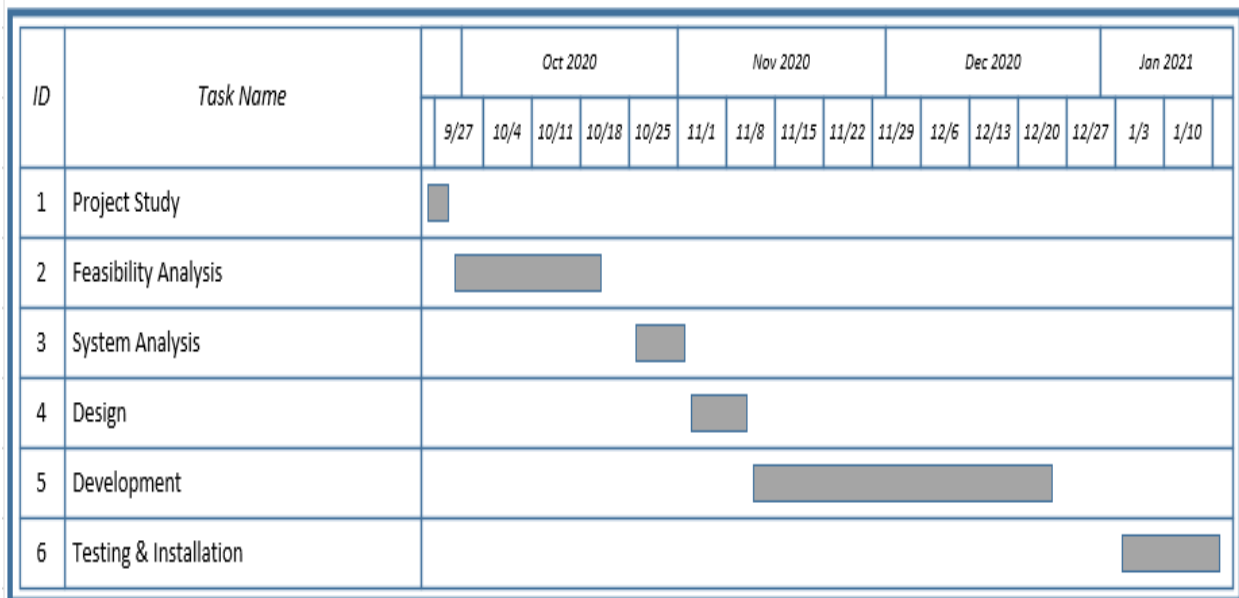 ID Task Name Oct 2020 Nov 2020 Dec 2020 Jan 2021
9/27 10/4 10/11 10/18 10/25 11/1 11/8 11/15 11/22 11/29 12/6 12/13 12/20 12/27 1/3 1/10
1 Project Study
2 Feasibility Analysis
3 System Analysis
4 Design
5 Development
6 Testing & Installation